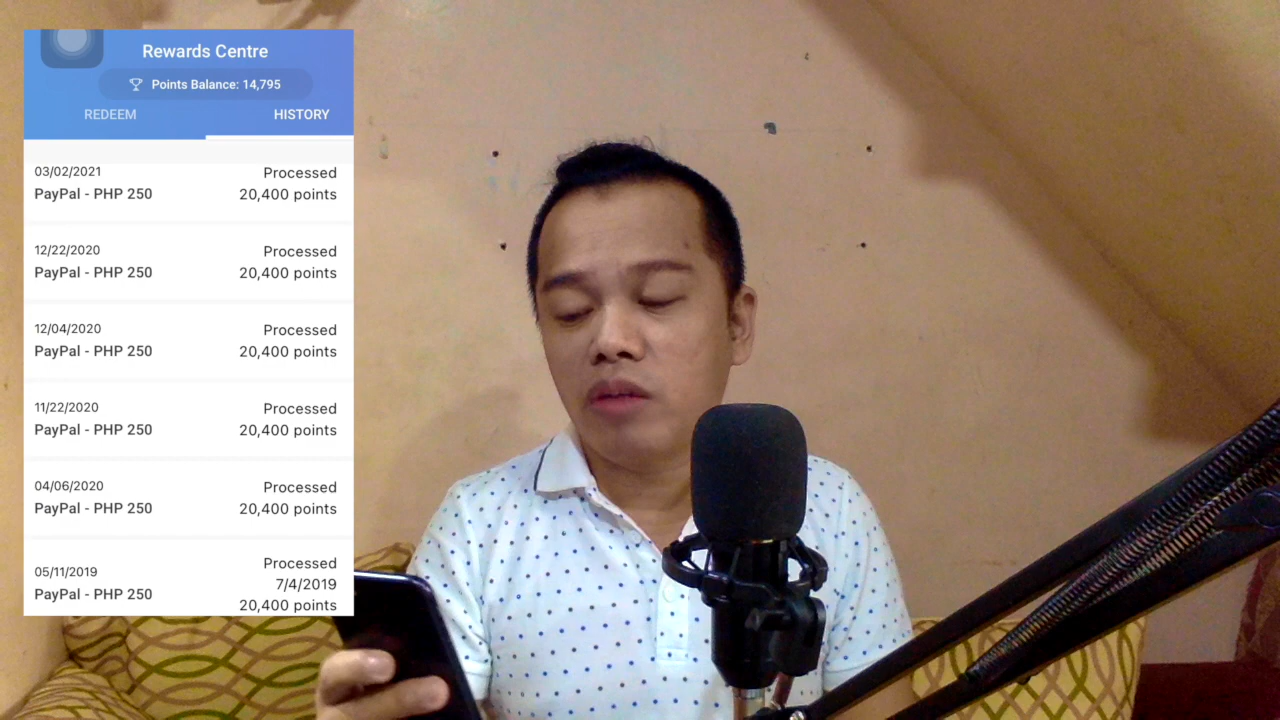 Rewards Centre
Points Balance: 14,795
REDEEM HISTORY
03/02/2021 Processed
PayPal - PHP 250 20,400 points
12/22/2020 Processed
PayPal - PHP 250 20,400 points
12/04/2020 Processed
PayPal - PHP 250 20,400 points
11/22/2020 Processed
PayPal - PHP 250 20,400 points
04/06/2020 Processed
PayPal - PHP 250 20,400 points
Processed
05/11/2019 7/4/2019
PayPal - PHP 250 20,400 points